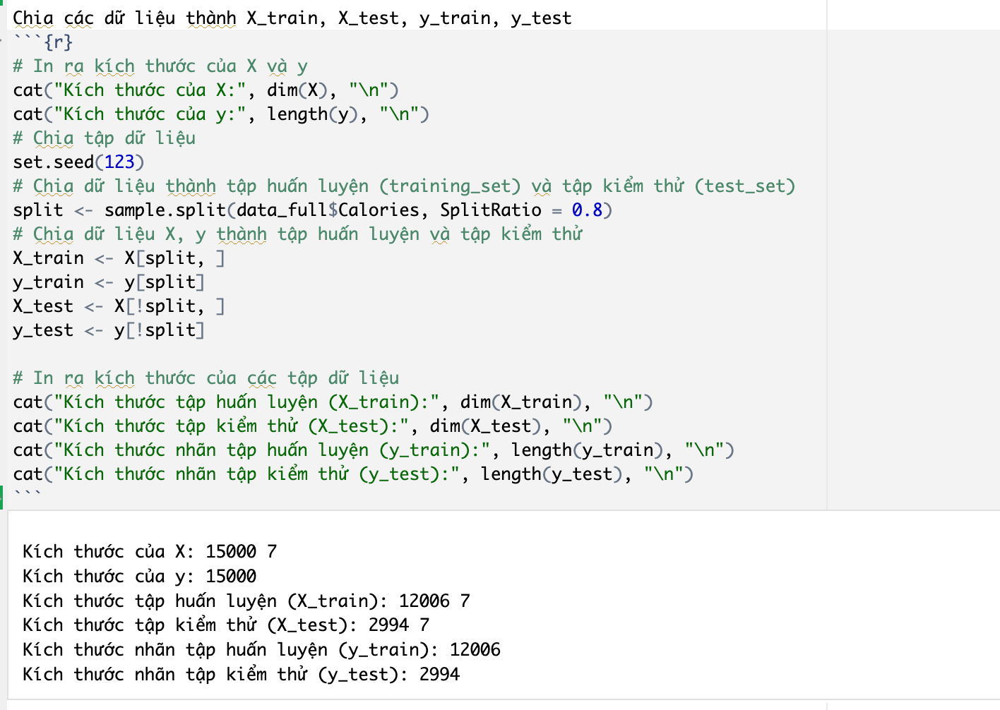 Chia các dữ liệu thành X_train, X_test, y_train, y_test
```{r}
# In ra kích thước của X và y
cat("Kích thước của X:", dim(X), "\n")
cat("Kích thước của y:", length(y), "\n")
# Chia tập dữ liệu
set.seed(123)
# Chia dữ liệu thành tập huấn luyện (training_set) và tập kiểm thử (test_set)
split <- sample.split(data_full$Calories, SplitRatio = 0.8)
# Chia dữ liệu X, y thành tập huấn luyện và tập kiểm thử
X_train <- X[split, ]
y_train <- y[split]
X_test <- X[!split, ]
y_test <- y[!split]
# In ra kích thước của các tập dữ liệu
cat("Kích thước tập huấn luyện (X_train):", dim(X_train), "\n")
cat("Kích thước tập kiểm thử (X_test):", dim(X_test), "\n")
cat("Kích thước nhãn tập huấn luyện (y_train):", length(y_train), "\n")
cat("Kích thước nhãn tập kiểm thử (y_test):", length(y_test), "\n")
```
Kích thước của X: 15000 7
Kích thước của y: 15000
Kích thước tập huấn luyện (X_train): 12006 7
Kích thước tập kiểm thử (X_test): 2994 7
Kích thước nhãn tập huấn luyện (y_train): 12006
Kích thước nhãn tập kiểm thử (y_test): 2994